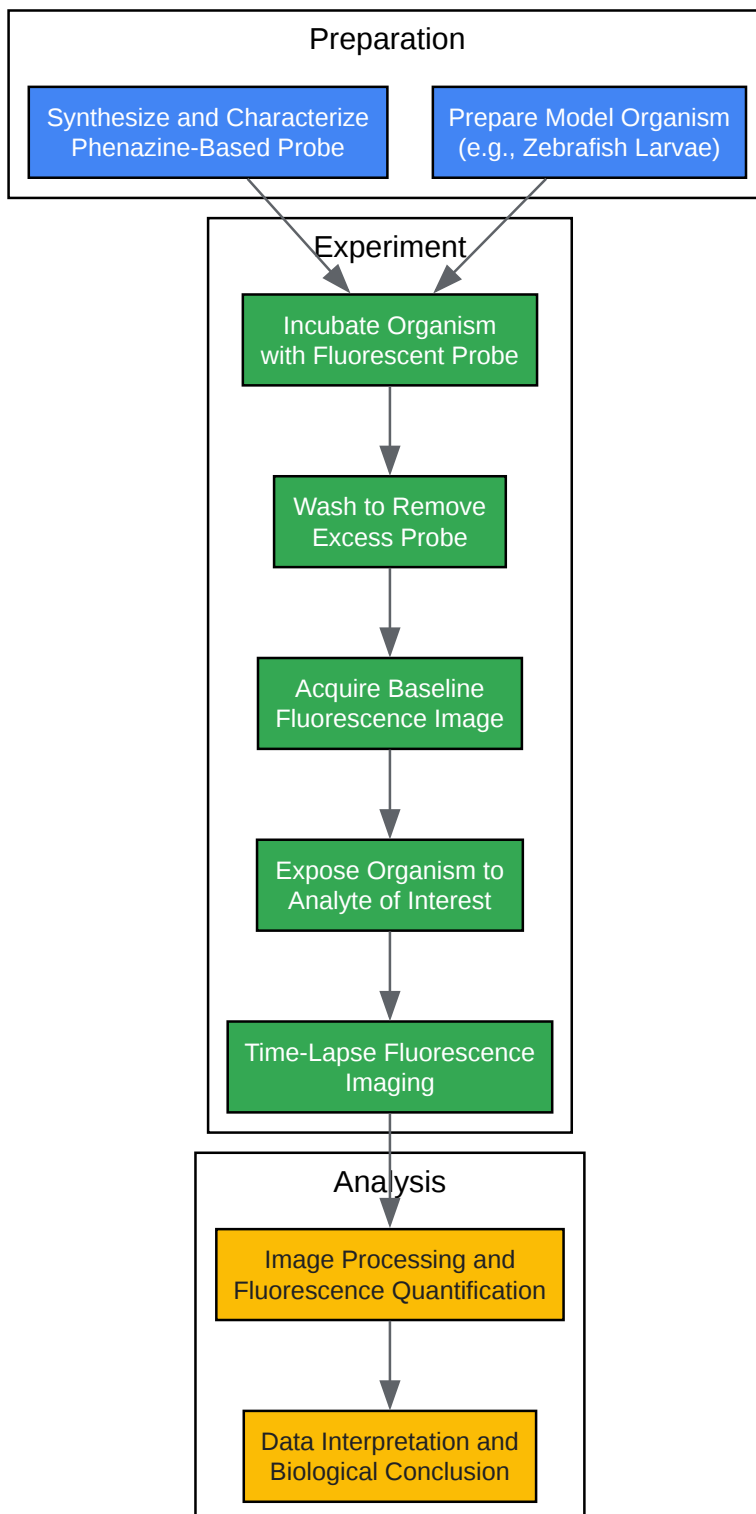 Preparation
Synthesize and Characterize
Phenazine-Based Probe
Prepare Model Organism
(e.g., Zebrafish Larvae)
Experiment
Incubate Organism
with Fluorescent Probe
Wash to Remove
Excess Probe
Acquire Baseline
Fluorescence Image
Expose Organism to
Analyte of Interest
Time-Lapse Fluorescence
Imaging
Analysis
Image Processing and
Fluorescence Quantification
Data Interpretation and
Biological Conclusion